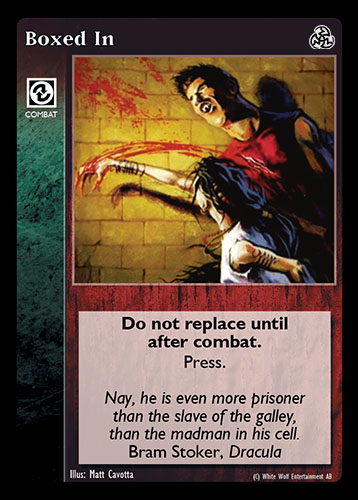 Boxed In
COMBAT
Do not replace until
after combat.
Press.
Nay, he is even more prisoner
than the slave of the galley,
than the madman in his cell.
Bram Stoker, Dracula
Illus: Matt Cavotta
(C) White Wolf Entertainment AB